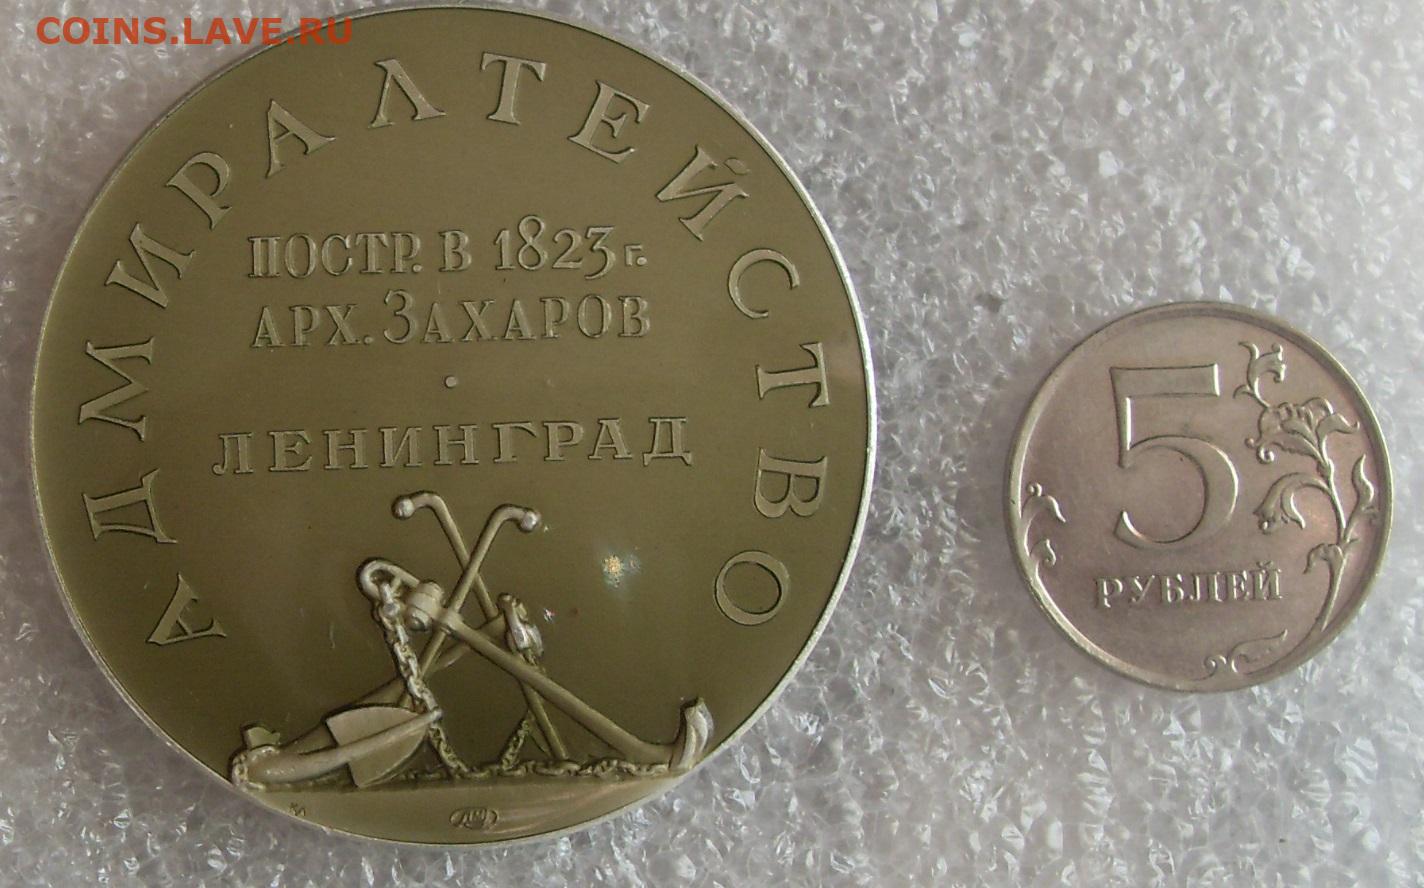 COINS.LAVE.RU
АДМИРАЛТЕЙСТВО
ПОСТР. В 1823 г.
АРХ. ЗАХАРОВ
ЛЕНИНГРАД
ЛМД
5
РУБЛЕЙ